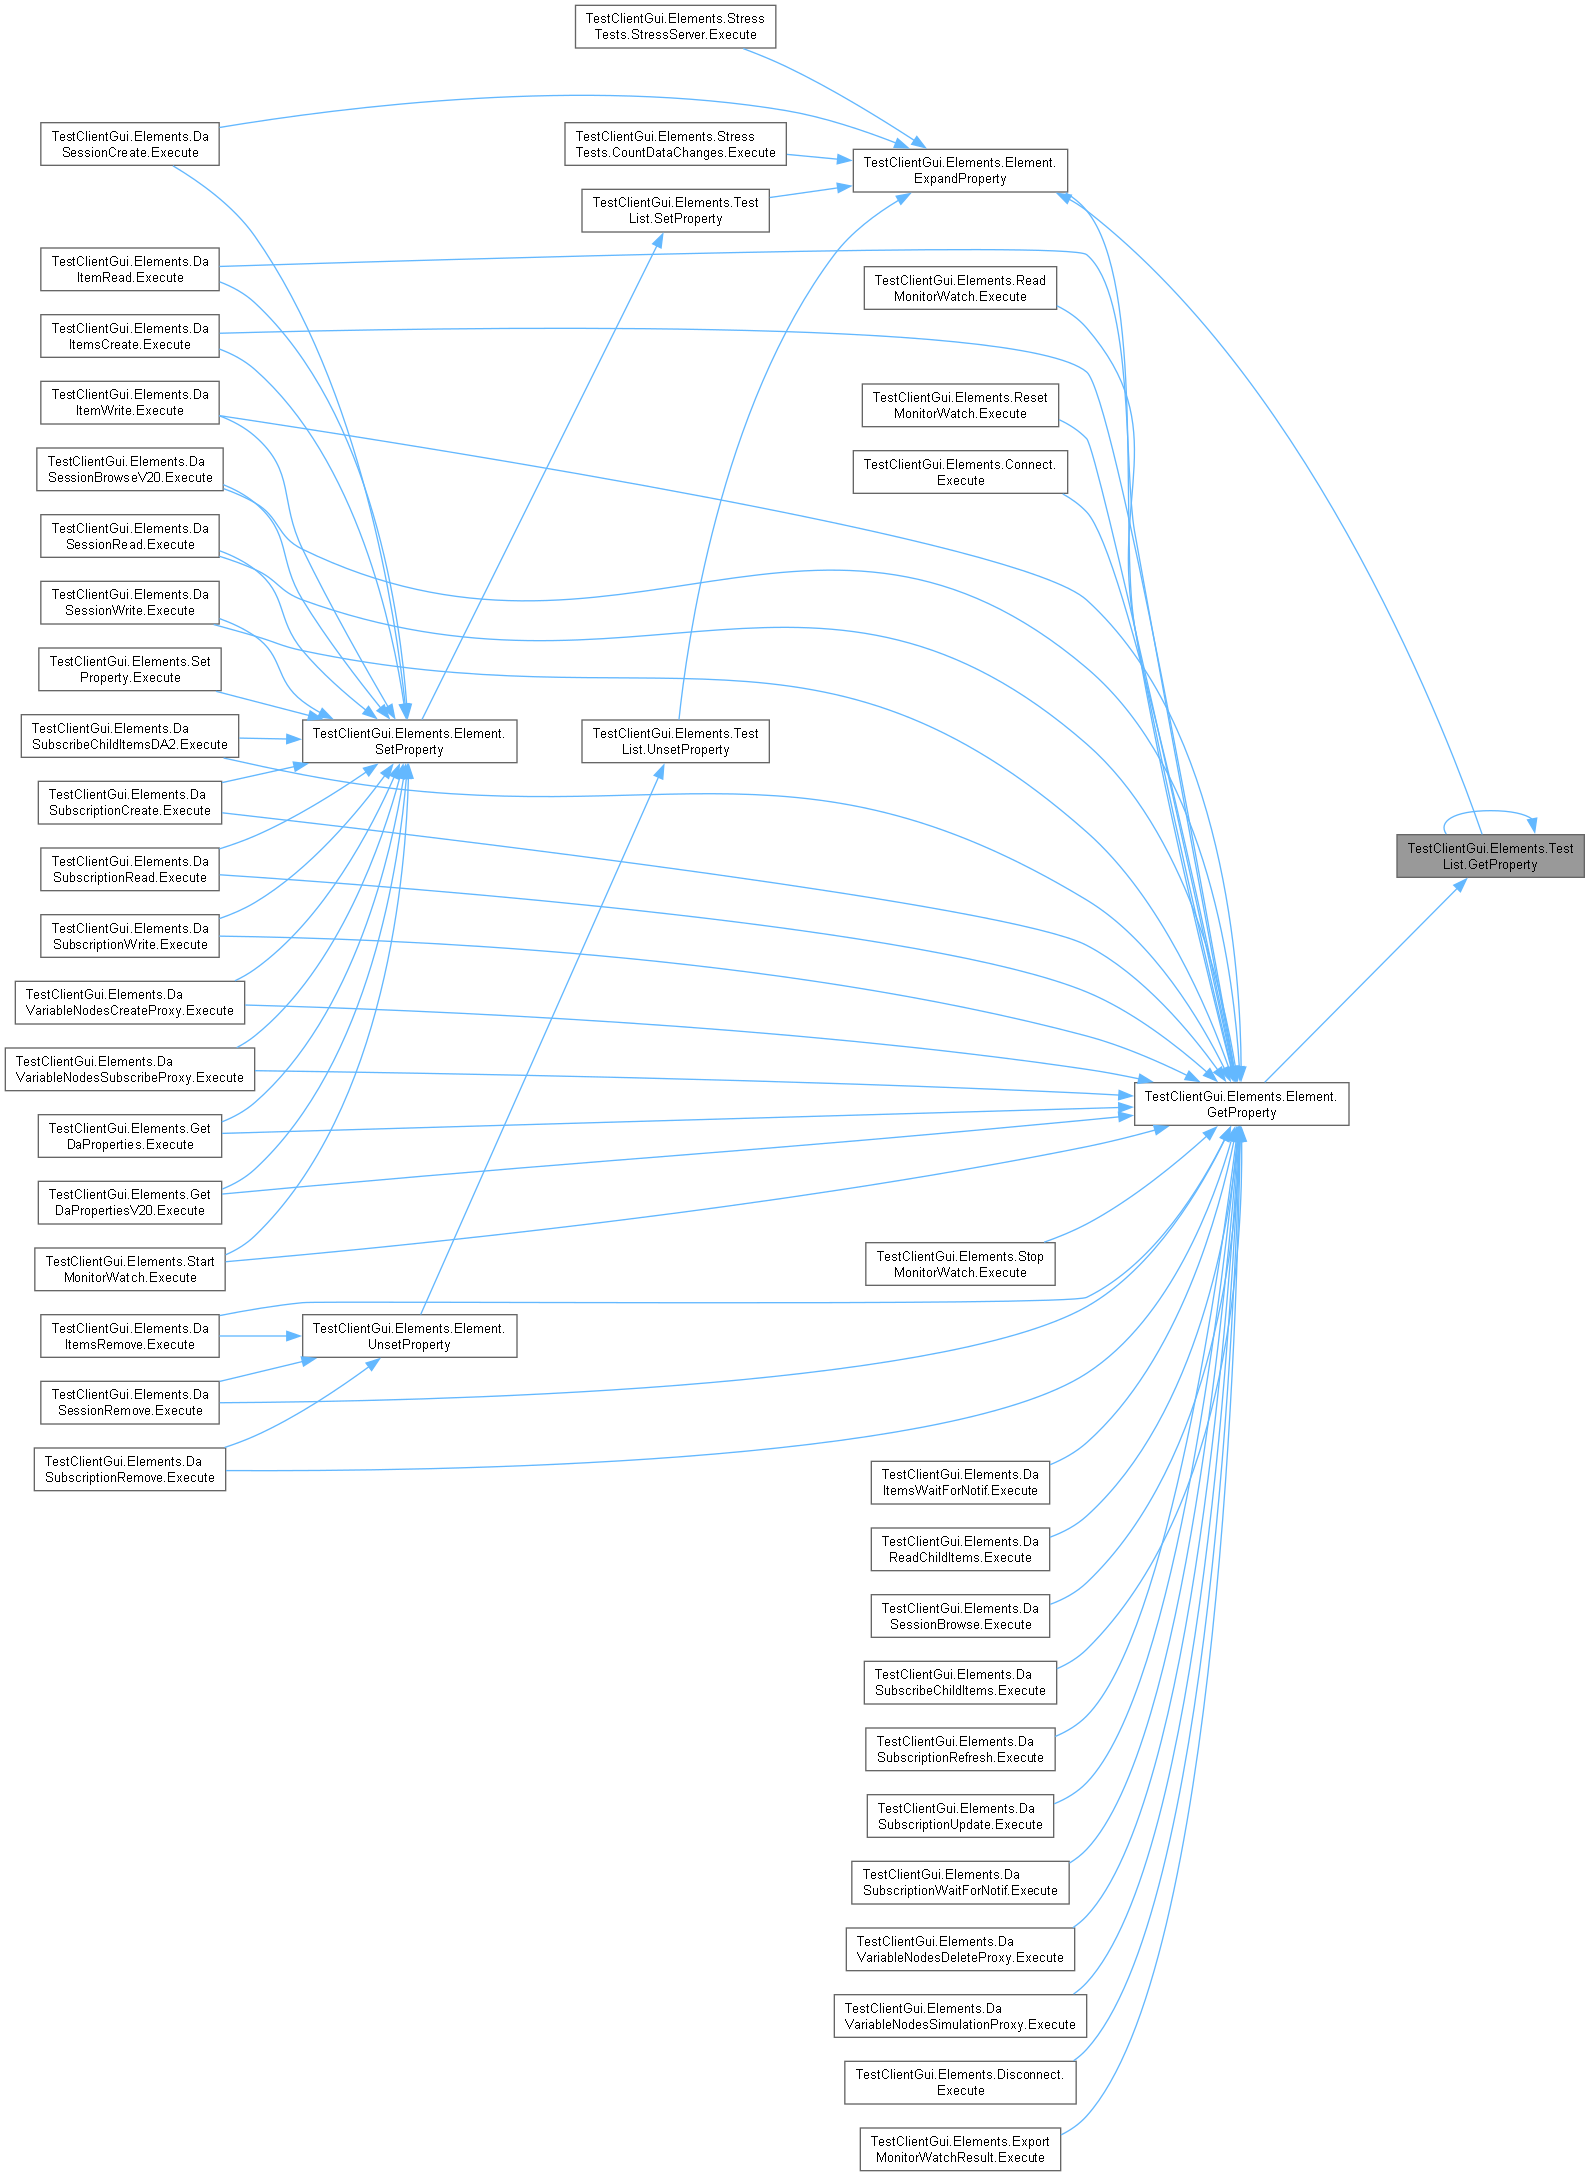 TestClientGui.Elements.Stress
Tests.StressServer.Execute
TestClientGui.Elements.Da
SessionCreate.Execute
TestClientGui.Elements.Stress
Tests.CountDataChanges.Execute
TestClientGui.Elements.Element.
ExpandProperty
TestClientGui.Elements.Test
List.SetProperty
TestClientGui.Elements.Da
ItemRead.Execute
TestClientGui.Elements.Read
MonitorWatch.Execute
TestClientGui.Elements.Da
ItemsCreate.Execute
TestClientGui.Elements.Da
ItemWrite.Execute
TestClientGui.Elements.Reset
MonitorWatch.Execute
TestClientGui.Elements.Da
SessionBrowseV20.Execute
TestClientGui.Elements.Connect.
Execute
TestClientGui.Elements.Da
SessionRead.Execute
TestClientGui.Elements.Da
SessionWrite.Execute
TestClientGui.Elements.Set
Property.Execute
TestClientGui.Elements.Da
SubscribeChildItemsDA2.Execute
TestClientGui.Elements.Element.
SetProperty
TestClientGui.Elements.Test
List.UnsetProperty
TestClientGui.Elements.Da
SubscriptionCreate.Execute
TestClientGui.Elements.Test
List.GetProperty
TestClientGui.Elements.Da
SubscriptionRead.Execute
TestClientGui.Elements.Da
SubscriptionWrite.Execute
TestClientGui.Elements.Da
VariableNodesCreateProxy.Execute
TestClientGui.Elements.Da
VariableNodesSubscribeProxy.Execute
TestClientGui.Elements.Element.
GetProperty
TestClientGui.Elements.Get
DaProperties.Execute
TestClientGui.Elements.Get
DaPropertiesV20.Execute
TestClientGui.Elements.Start
MonitorWatch.Execute
TestClientGui.Elements.Stop
MonitorWatch.Execute
TestClientGui.Elements.Da
ItemsRemove.Execute
TestClientGui.Elements.Element.
UnsetProperty
TestClientGui.Elements.Da
SessionRemove.Execute
TestClientGui.Elements.Da
SubscriptionRemove.Execute
TestClientGui.Elements.Da
ItemsWaitForNotif.Execute
TestClientGui.Elements.Da
ReadChildItems.Execute
TestClientGui.Elements.Da
SessionBrowse.Execute
TestClientGui.Elements.Da
SubscribeChildItems.Execute
TestClientGui.Elements.Da
SubscriptionRefresh.Execute
TestClientGui.Elements.Da
SubscriptionUpdate.Execute
TestClientGui.Elements.Da
SubscriptionWaitForNotif.Execute
TestClientGui.Elements.Da
VariableNodesDeleteProxy.Execute
TestClientGui.Elements.Da
VariableNodesSimulationProxy.Execute
TestClientGui.Elements.Disconnect.
Execute
TestClientGui.Elements.Export
MonitorWatchResult.Execute